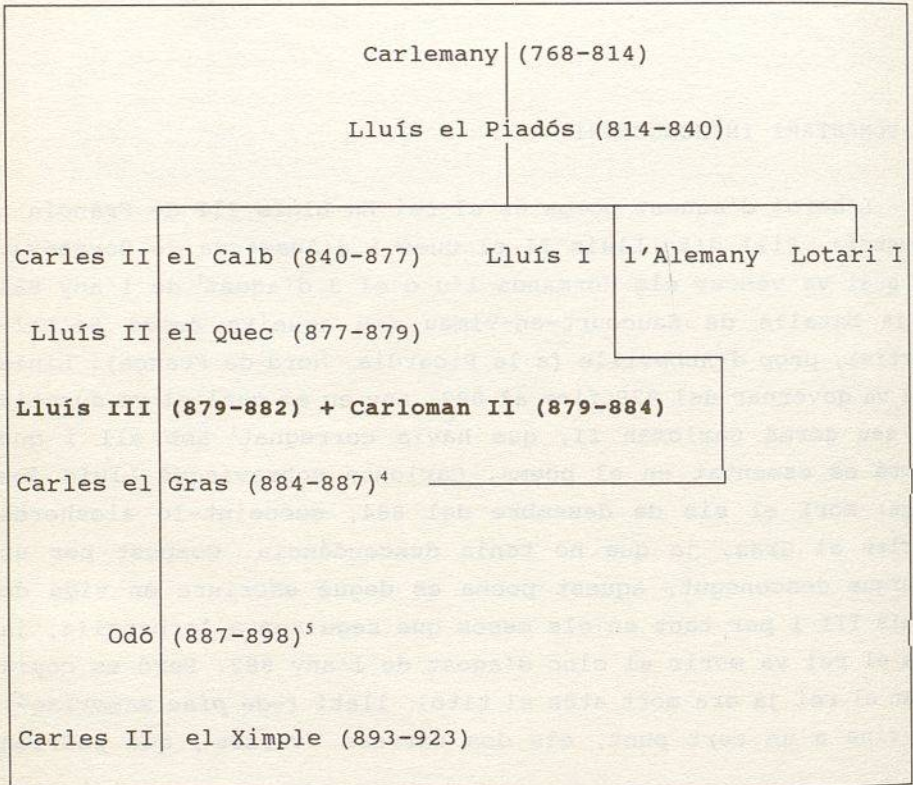 Carlemany (768-814)
Lluís el Piadós (814-840)
Carles II el Calb (840-877) Lluís I l'Alemany Lotari I
Lluís II el Quec (877-879)
Lluís III (879-882) + Carloman II (879-884)
Carles el Gras (884-887)⁴
Odó (887-898)⁵
Carles II el Ximple (893-923)